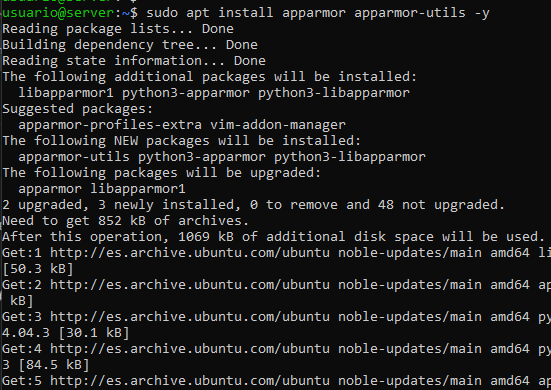 usuario@server:~$ sudo apt install apparmor apparmor-utils -y
Reading package lists... Done
Building dependency tree... Done
Reading state information... Done
The following additional packages will be installed:
  libapparmor1 python3-apparmor python3-libapparmor
Suggested packages:
  apparmor-profiles-extra vim-addon-manager
The following NEW packages will be installed:
  apparmor-utils python3-apparmor python3-libapparmor
The following packages will be upgraded:
  apparmor libapparmor1
2 upgraded, 3 newly installed, 0 to remove and 48 not upgraded.
Need to get 852 kB of archives.
After this operation, 1069 kB of additional disk space will be used.
Get:1 http://es.archive.ubuntu.com/ubuntu noble-updates/main amd64 li
[50.3 kB]
Get:2 http://es.archive.ubuntu.com/ubuntu noble-updates/main amd64 ap
 kB]
Get:3 http://es.archive.ubuntu.com/ubuntu noble-updates/main amd64 py
4.04.3 [30.1 kB]
Get:4 http://es.archive.ubuntu.com/ubuntu noble-updates/main amd64 py
3 [84.5 kB]
Get:5 http://es.archive.ubuntu.com/ubuntu noble-updates/main amd64 ap